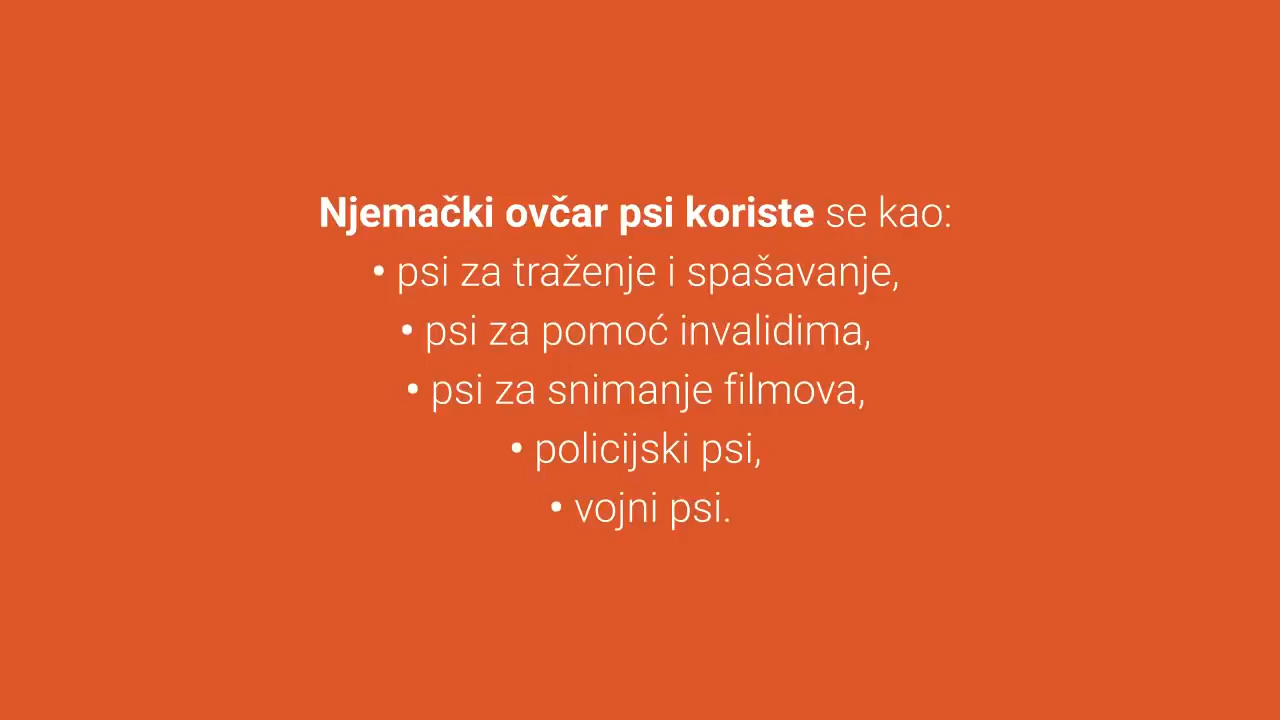 Njemački ovčar psi koriste se kao:
• psi za traženje i spašavanje,
• psi za pomoć invalidima,
• psi za snimanje filmova,
• policijski psi,
• vojni psi.